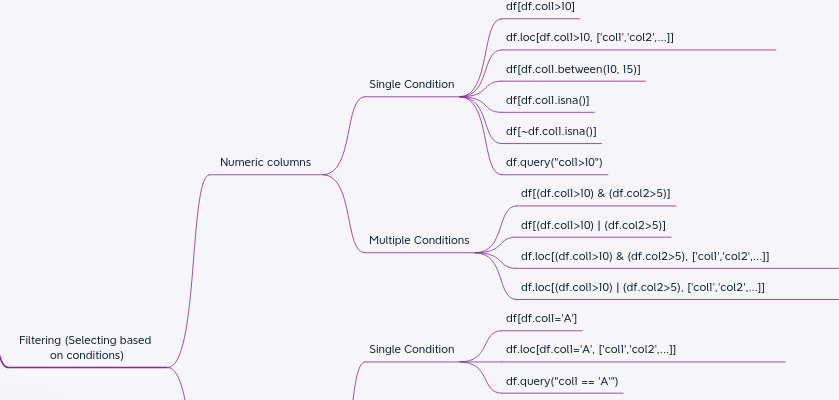 df[df.col1>10]
df.loc[df.col1>10, ['col1','col2',...]]
df[df.col1.between(10, 15)]
Single Condition
df[df.col1.isna()]
df[~df.col1.isna()]
Numeric columns
df.query("col1>10")
df[(df.col1>10) & (df.col2>5)]
df[(df.col1>10) | (df.col2>5)]
Multiple Conditions
df.loc[(df.col1>10) & (df.col2>5), ['col1','col2',...]]
df.loc[(df.col1>10) | (df.col2>5), ['col1','col2',...]]
Filtering (Selecting based
on conditions)
df[df.col1='A']
Single Condition
df.loc[df.col1='A', ['col1','col2',...]]
df.query("col1 == 'A'")